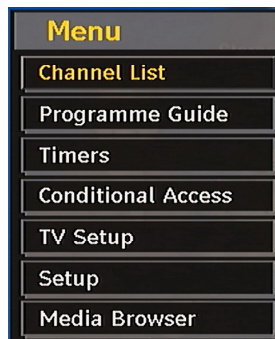 Menu
Channel List
Programme Guide
Timers
Conditional Access
TV Setup
Setup
Media Browser